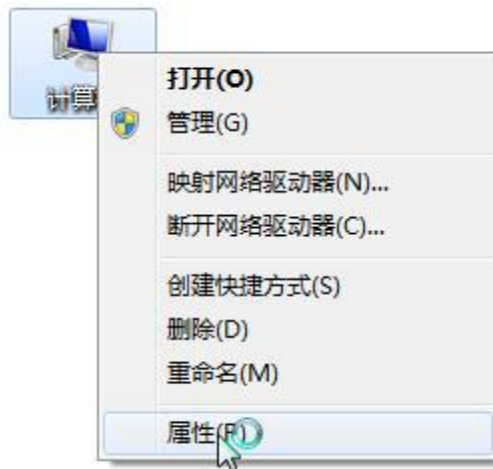 计算
打开(O)
管理(G)
映射网络驱动器(N)...
断开网络驱动器(C)...
创建快捷方式(S)
删除(D)
重命名(M)
属性(R)